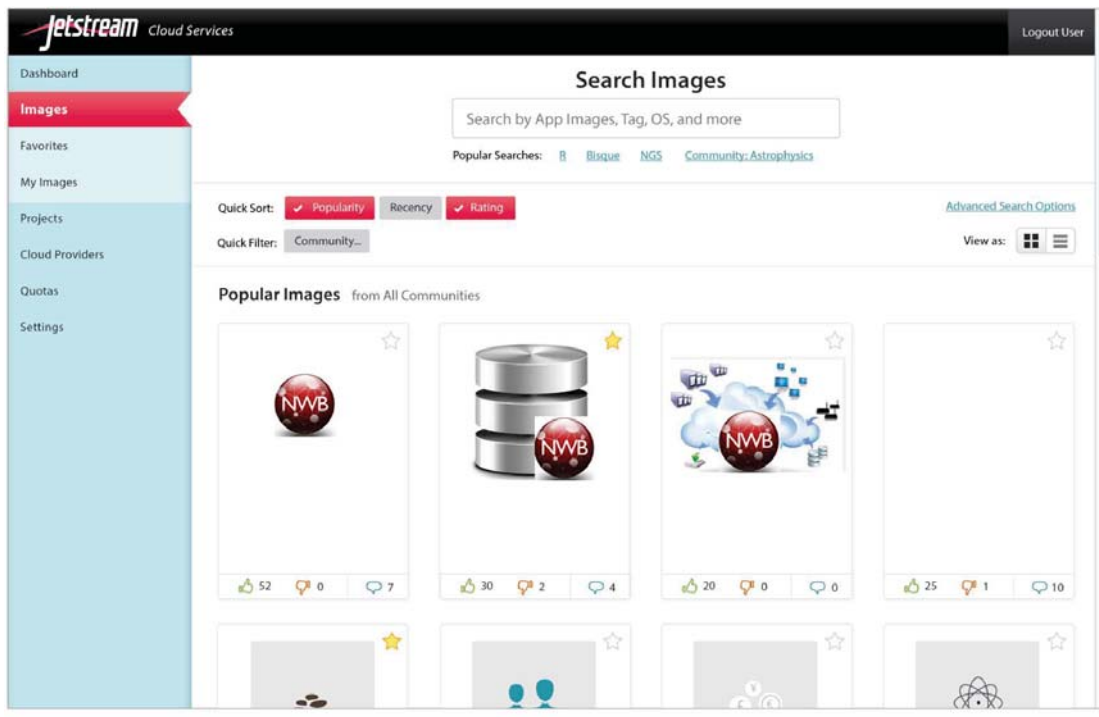 Jetstream Cloud Services
Logout User
Dashboard
Images
Favorites
My Images
Projects
Cloud Providers
Quotas
Settings
Search Images
Search by App Images, Tag, OS, and more
Popular Searches: R Bisque NGS Community: Astrophysics
Quick Sort: Popularity Recency Rating
Advanced Search Options
Quick Filter: Community...
View as:
Popular Images from All Communities
NWB
NWB
NWB
52 0 7
30 2 4
20 0 0
25 1 10